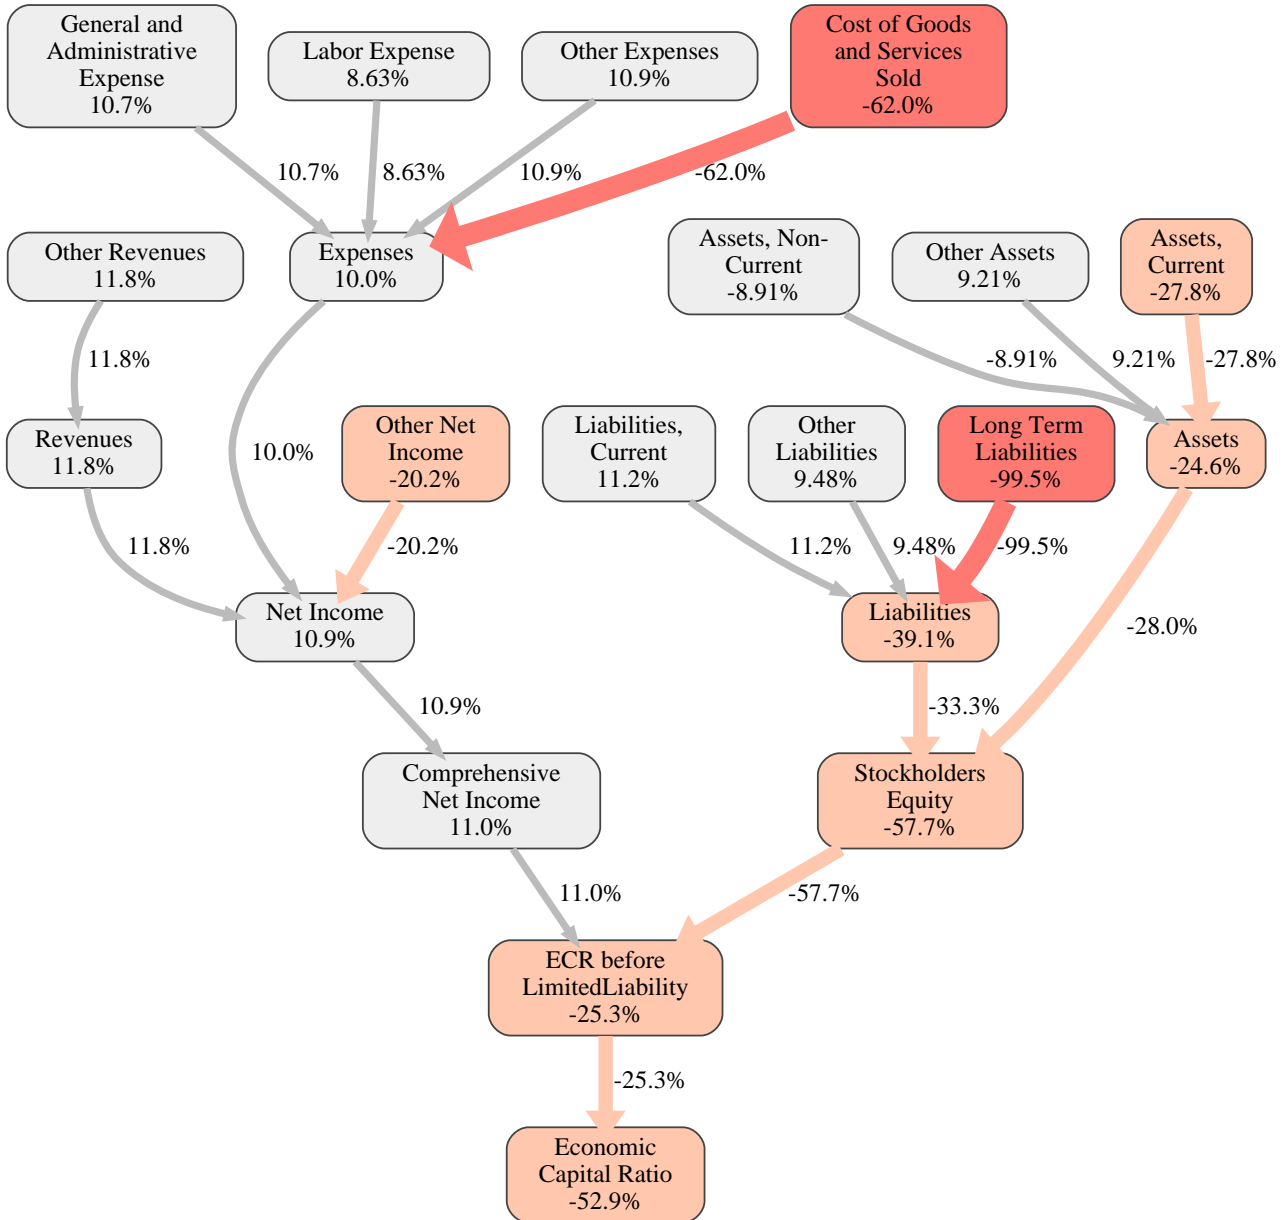 General and
Administrative
Expense
10.7%
Labor Expense
8.63%
Other Expenses
10.9%
Cost of Goods
and Services
Sold
-62.0%
10.7%
8.63%
10.9%
-62.0%
Other Revenues
11.8%
Expenses
10.0%
Assets, Non-
Current
-8.91%
Other Assets
9.21%
Assets,
Current
-27.8%
11.8%
-8.91%
9.21%
-27.8%
Revenues
11.8%
10.0%
Other Net
Income
-20.2%
Liabilities,
Current
11.2%
Other
Liabilities
9.48%
Long Term
Liabilities
-99.5%
Assets
-24.6%
11.8%
-20.2%
11.2%
9.48%
-99.5%
Net Income
10.9%
Liabilities
-39.1%
-28.0%
10.9%
-33.3%
Comprehensive
Net Income
11.0%
Stockholders
Equity
-57.7%
11.0%
-57.7%
ECR before
LimitedLiability
-25.3%
-25.3%
Economic
Capital Ratio
-52.9%